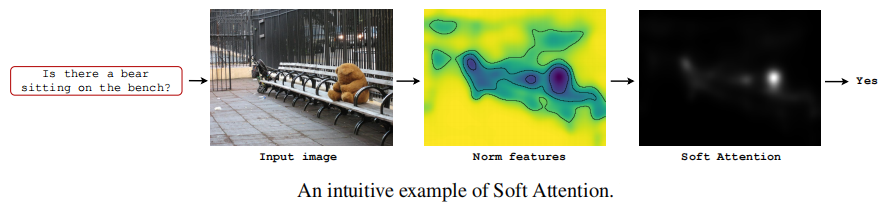 Is there a bear
sitting on the bench?
Yes
Input image
Norm features
Soft Attention
An intuitive example of Soft Attention.